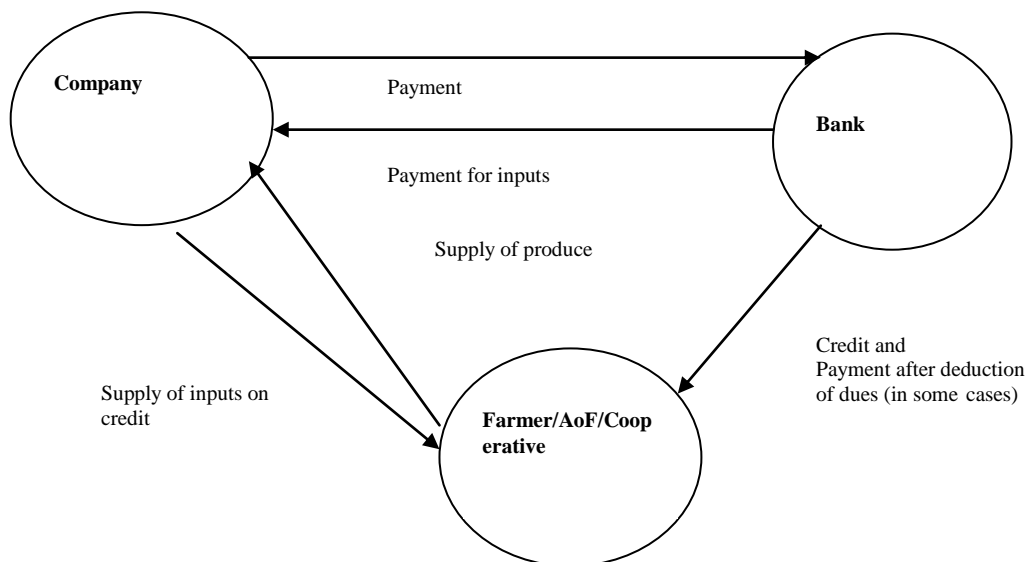 Company
Payment
Bank
Payment for inputs
Supply of produce
Credit and
Payment after deduction
of dues (in some cases)
Supply of inputs on
credit
Farmer/AoF/Coop
erative